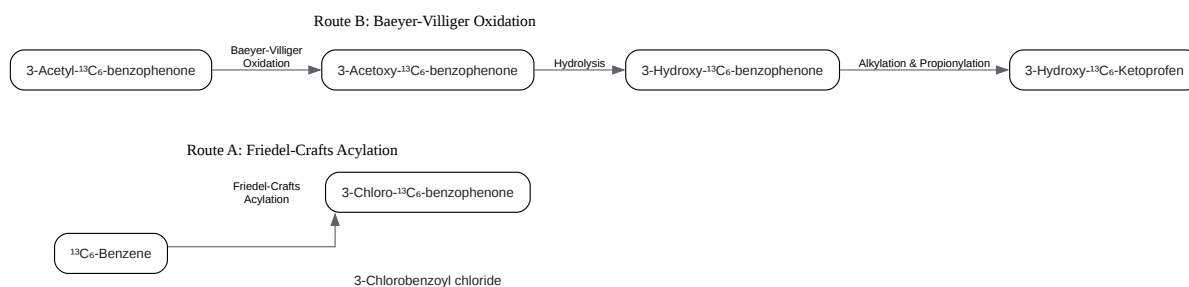 Route B: Baeyer-Villiger Oxidation
3-Acetyl-¹³C₆-benzophenone
Baeyer-Villiger
Oxidation
3-Acetoxy-¹³C₆-benzophenone
Hydrolysis
3-Hydroxy-¹³C₆-benzophenone
Alkylation & Propionylation
3-Hydroxy-¹³C₆-Ketoprofen
Route A: Friedel-Crafts Acylation
Friedel-Crafts
Acylation
3-Chloro-¹³C₆-benzophenone
¹³C₆-Benzene
3-Chlorobenzoyl chloride